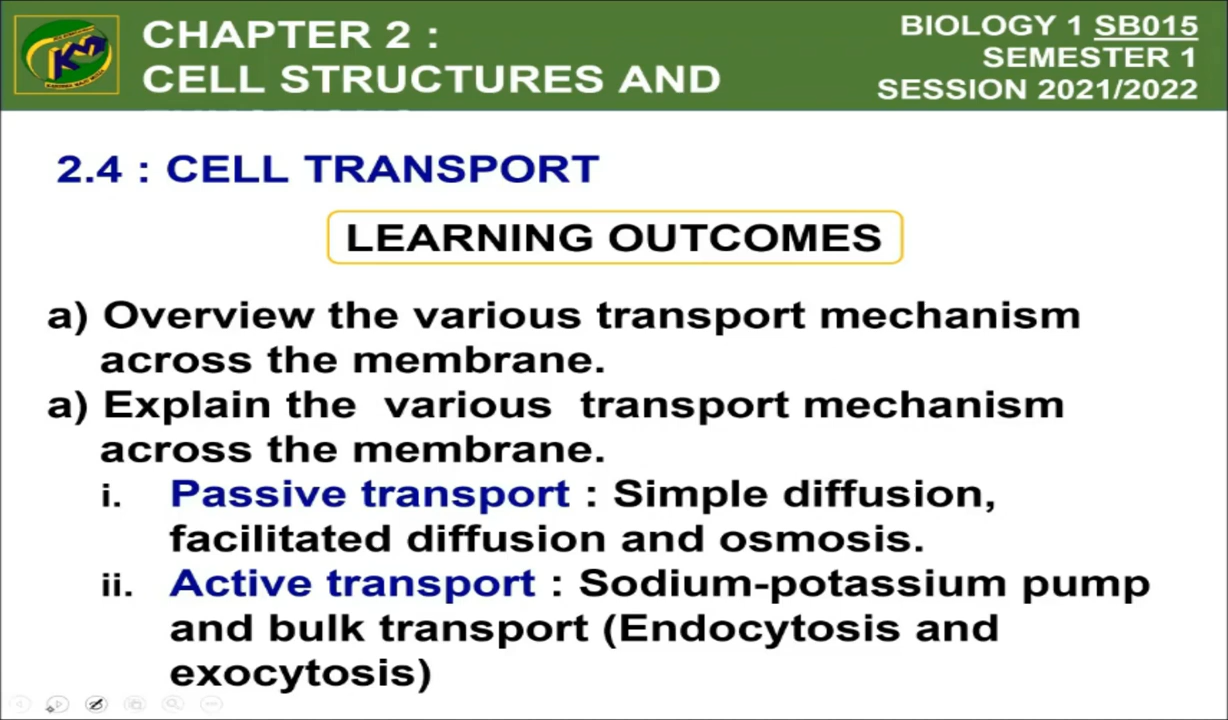 CHAPTER 2 :
CELL STRUCTURES AND
BIOLOGY 1 SB015
SEMESTER 1
SESSION 2021/2022
2.4 : CELL TRANSPORT
LEARNING OUTCOMES
a) Overview the various transport mechanism
across the membrane.
a) Explain the various transport mechanism
across the membrane.
i. Passive transport : Simple diffusion,
facilitated diffusion and osmosis.
ii. Active transport : Sodium-potassium pump
and bulk transport (Endocytosis and
exocytosis)